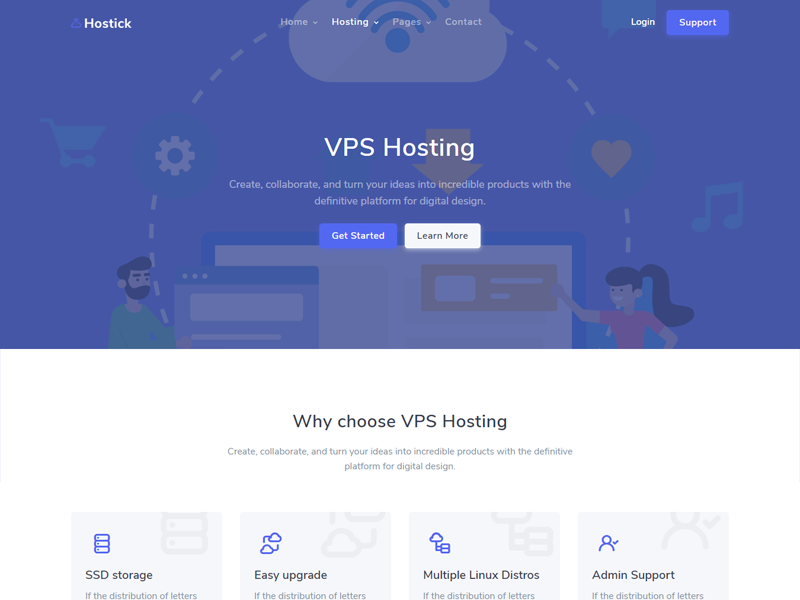 Hostick
Home
Hosting
Pages
Contact
Login
Support
VPS Hosting
Create, collaborate, and turn your ideas into incredible products with the
definitive platform for digital design.
Get Started
Learn More
Why choose VPS Hosting
Create, collaborate, and turn your ideas into incredible products with the definitive
platform for digital design.
SSD storage
If the distribution of letters
Easy upgrade
If the distribution of letters
Multiple Linux Distros
If the distribution of letters
Admin Support
If the distribution of letters